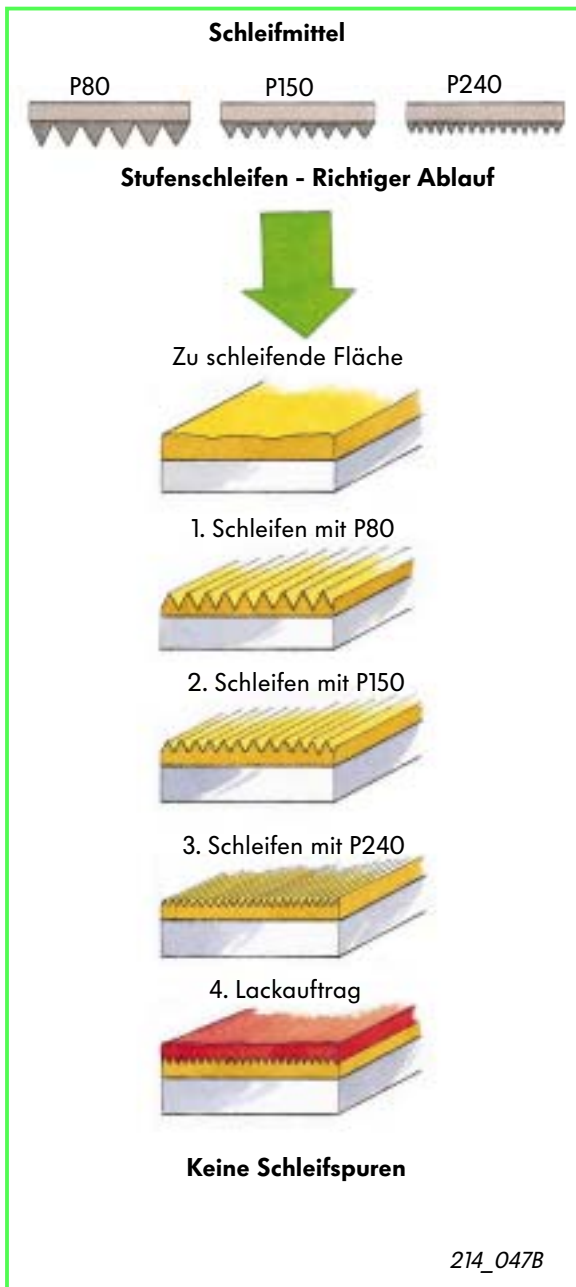 Schleifmittel
P80 P150 P240
Stufenschleifen - Richtiger Ablauf
Zu schleifende Fläche
1. Schleifen mit P80
2. Schleifen mit P150
3. Schleifen mit P240
4. Lackauftrag
Keine Schleifspuren
214_047B